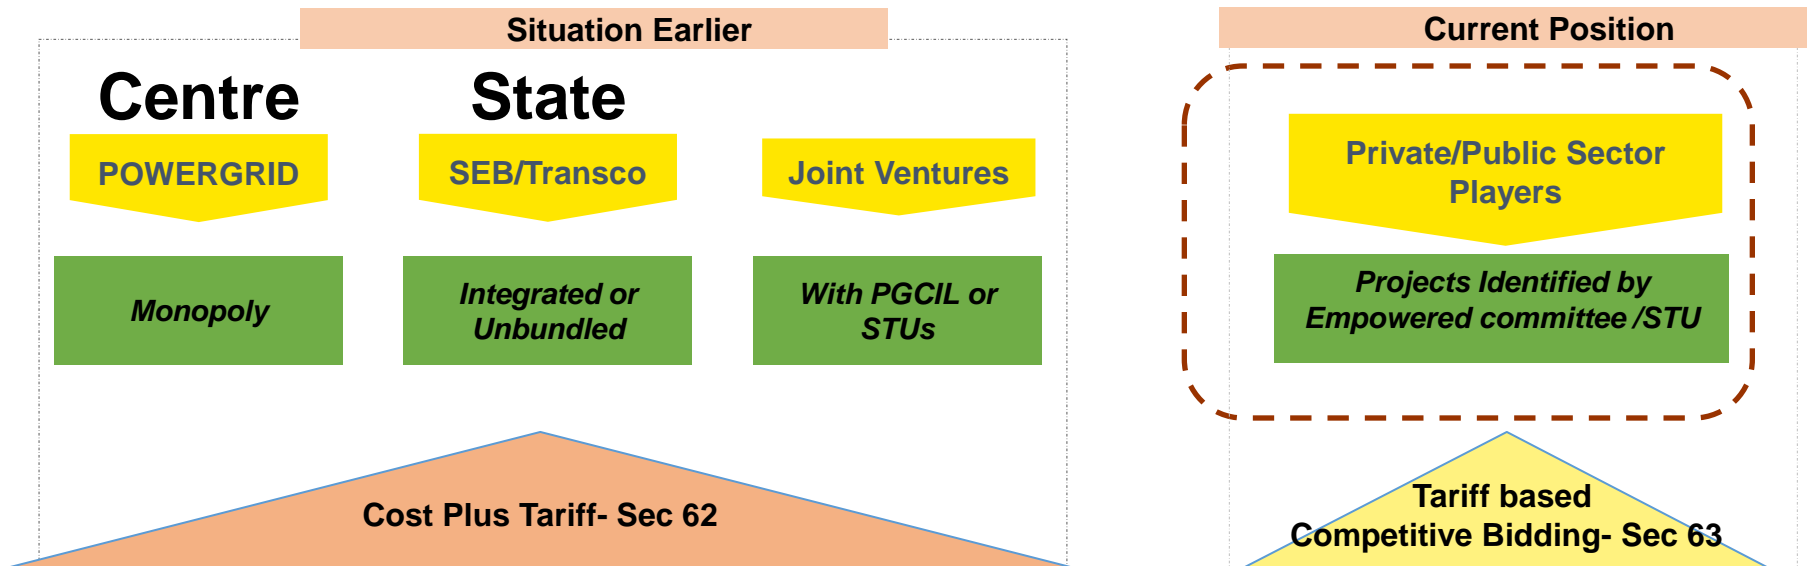 Situation Earlier
Centre
State
POWERGRID
SEB/Transco
Joint Ventures
Monopoly
Integrated or
Unbundled
With PGCIL or
STUs
Cost Plus Tariff- Sec 62
Current Position
Private/Public Sector
Players
Projects Identified by
Empowered committee /STU
Tariff based
Competitive Bidding- Sec 63